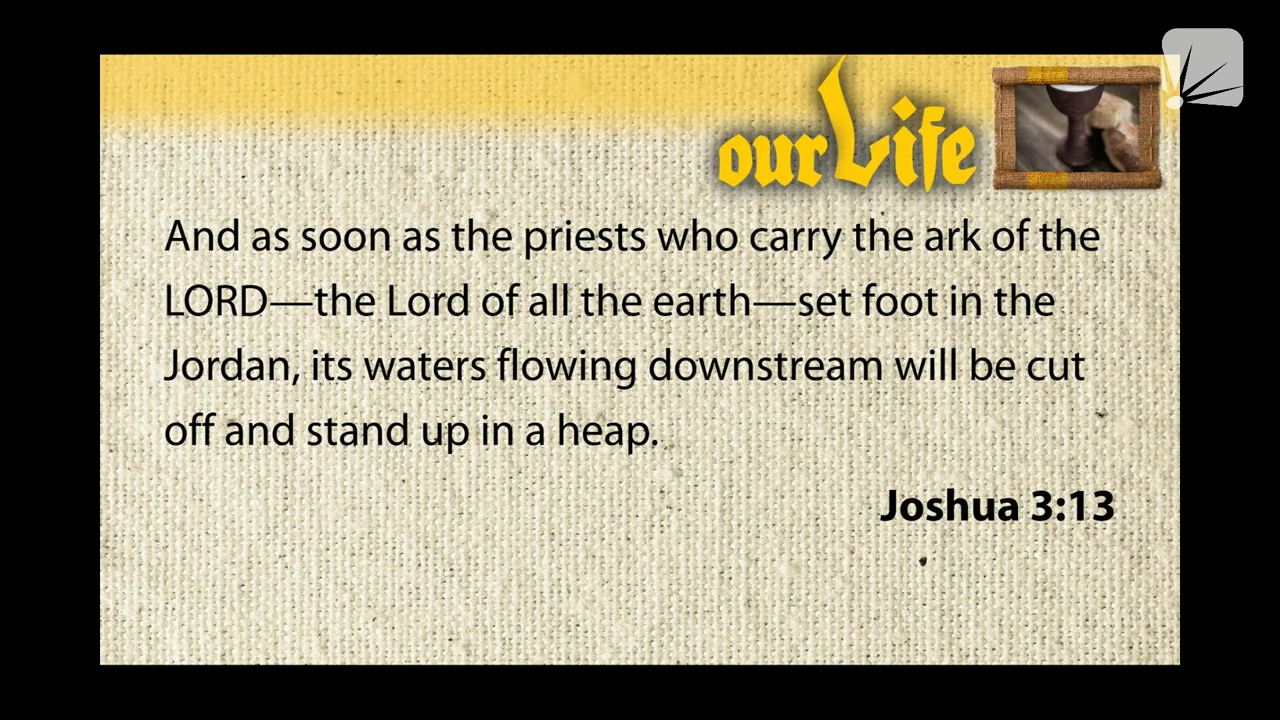 our Life
And as soon as the priests who carry the ark of the
LORD—the Lord of all the earth—set foot in the
Jordan, its waters flowing downstream will be cut
off and stand up in a heap.
Joshua 3:13